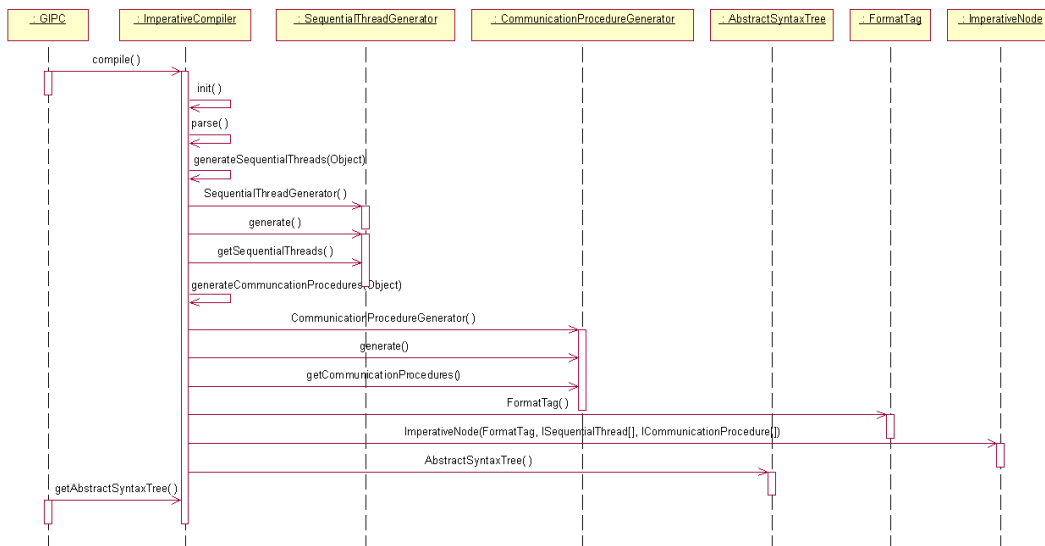 : GIPC
: ImperativeCompiler
: SequentialThreadGenerator
: CommunicationProcedureGenerator
: AbstractSyntaxTree
: FormatTag
: ImperativeNode
compile( )
init( )
parse( )
generateSequentialThreads(Object)
SequentialThreadGenerator( )
generate( )
getSequentialThreads( )
generateCommuncationProcedures(Object)
CommunicationProcedureGenerator( )
generate()
getCommunicationProcedures()
FormatTag( )
ImperativeNode(FormatTag, ISequentialThread[], ICommunicationProcedure[])
AbstractSyntaxTree( )
getAbstractSyntaxTree( )